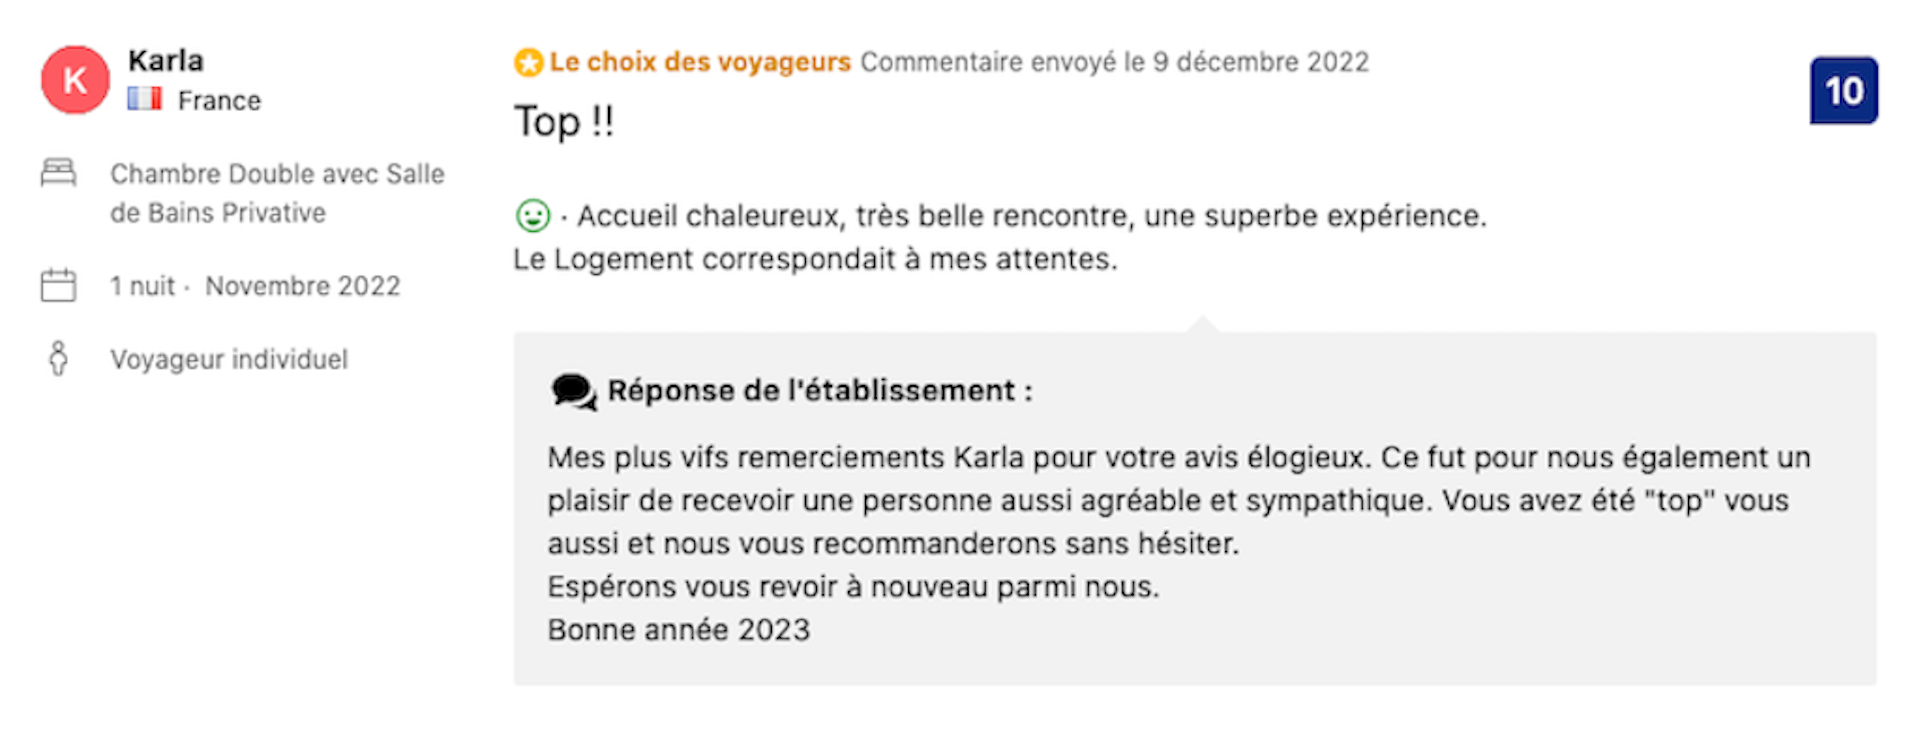 K
Karla
France
Chambre Double avec Salle
de Bains Privative
1 nuit · Novembre 2022
Voyageur individuel
Le choix des voyageurs Commentaire envoyé le 9 décembre 2022
10
Top !!
· Accueil chaleureux, très belle rencontre, une superbe expérience.
Le Logement correspondait à mes attentes.
Réponse de l'établissement :
Mes plus vifs remerciements Karla pour votre avis élogieux. Ce fut pour nous également un
plaisir de recevoir une personne aussi agréable et sympathique. Vous avez été "top" vous
aussi et nous vous recommanderons sans hésiter.
Espérons vous revoir à nouveau parmi nous.
Bonne année 2023